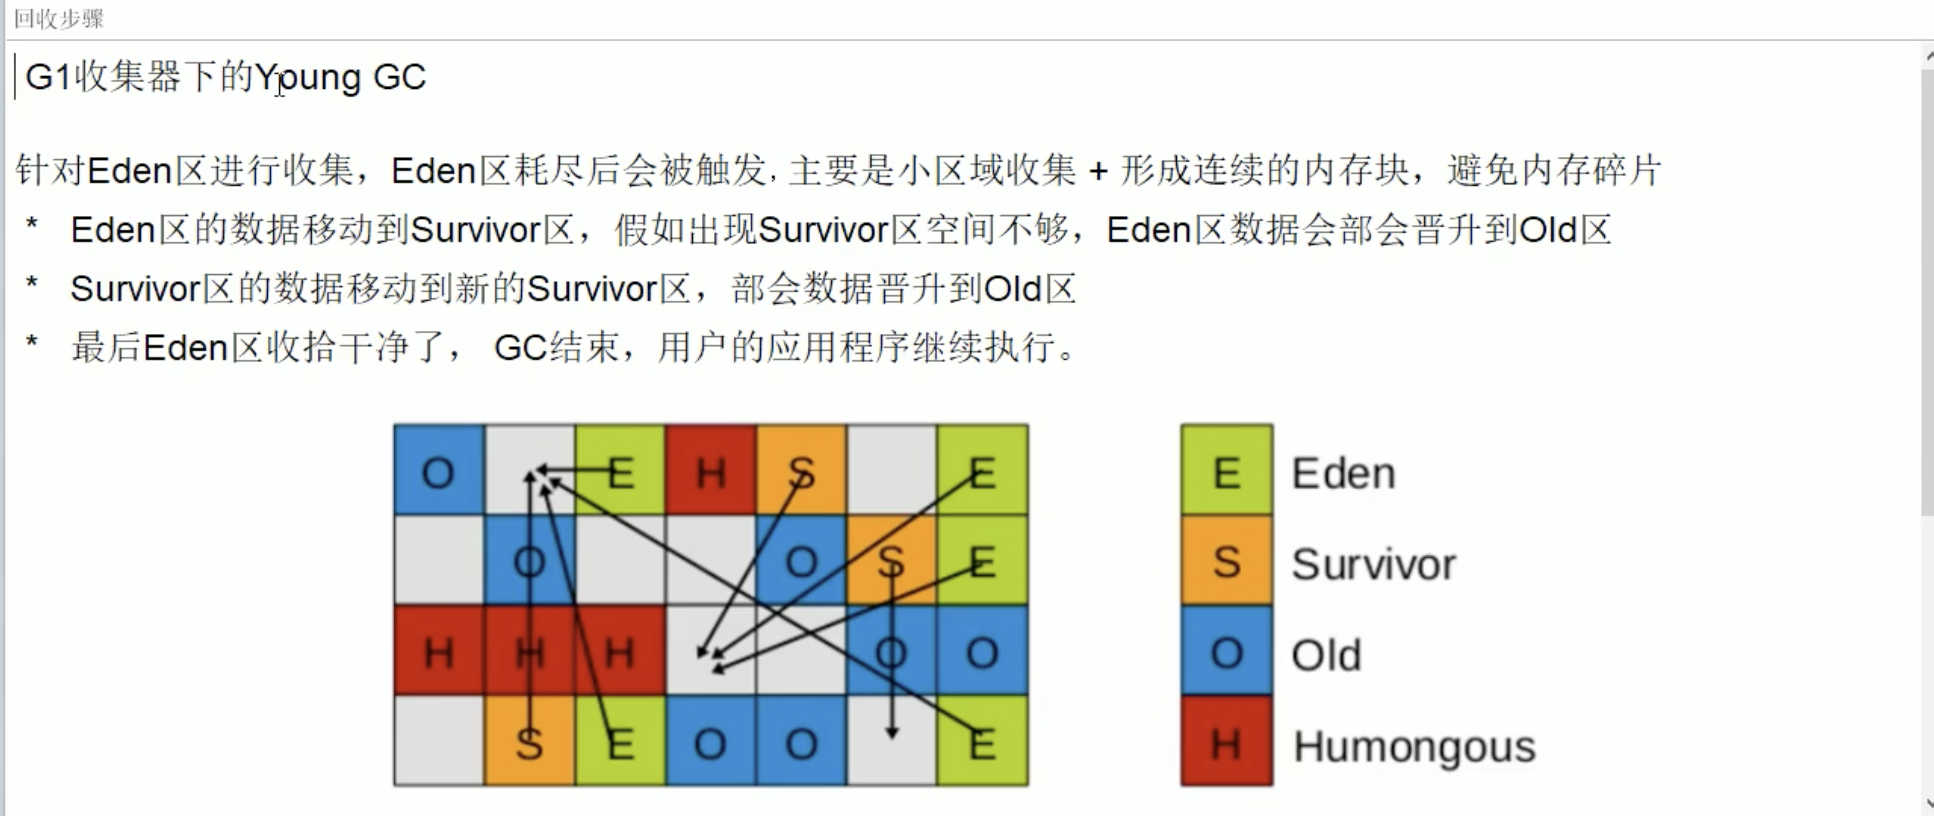 回收步骤
G1收集器下的Young GC
针对Eden区进行收集，Eden区耗尽后会被触发，主要是小区域收集 + 形成连续的内存块，避免内存碎片
* Eden区的数据移动到Survivor区，假如出现Survivor区空间不够，Eden区数据会部会晋升到Old区
* Survivor区的数据移动到新的Survivor区，部会数据晋升到Old区
* 最后Eden区收拾干净了， GC结束，用户的应用程序继续执行。
O E H S E
O O S E
H H H O O
S E O O E
E Eden
S Survivor
O Old
H Humongous